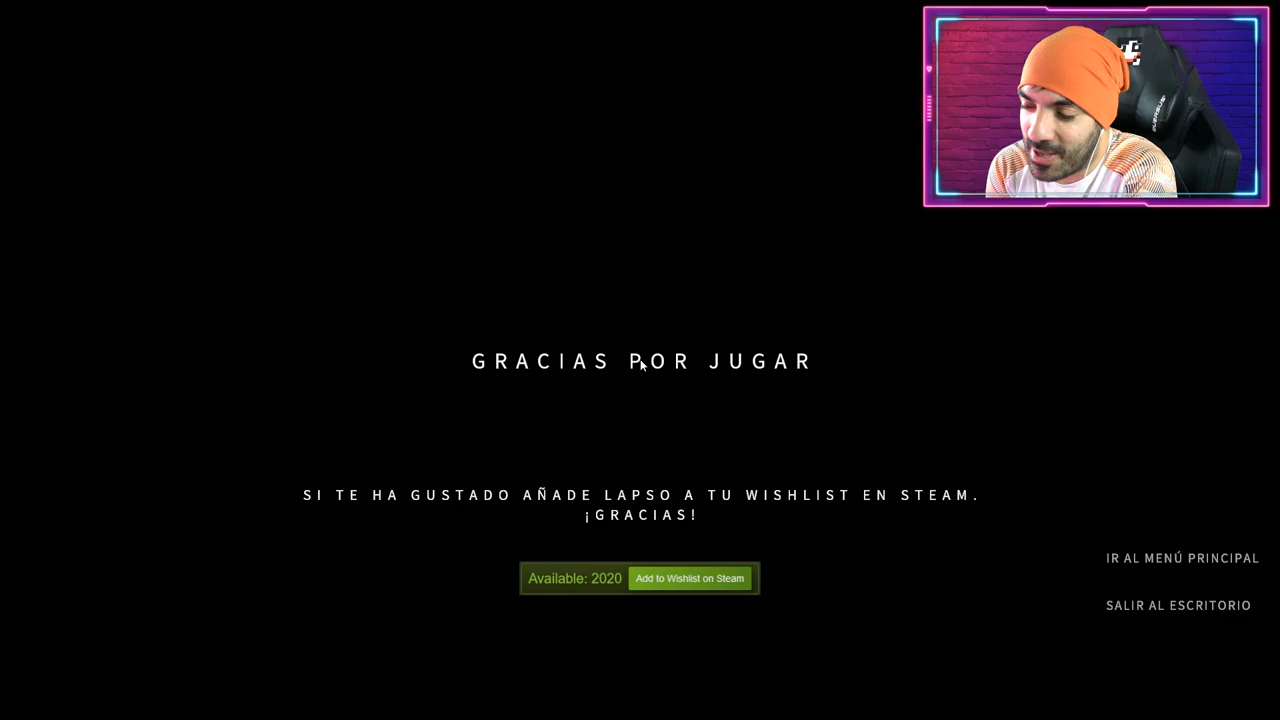 GRACIAS POR JUGAR
SI TE HA GUSTADO AÑADE LAPSO A TU WISHLIST EN STEAM.
¡GRACIAS!
Available: 2020 Add to Wishlist on Steam
IR AL MENÚ PRINCIPAL
SALIR AL ESCRITORIO